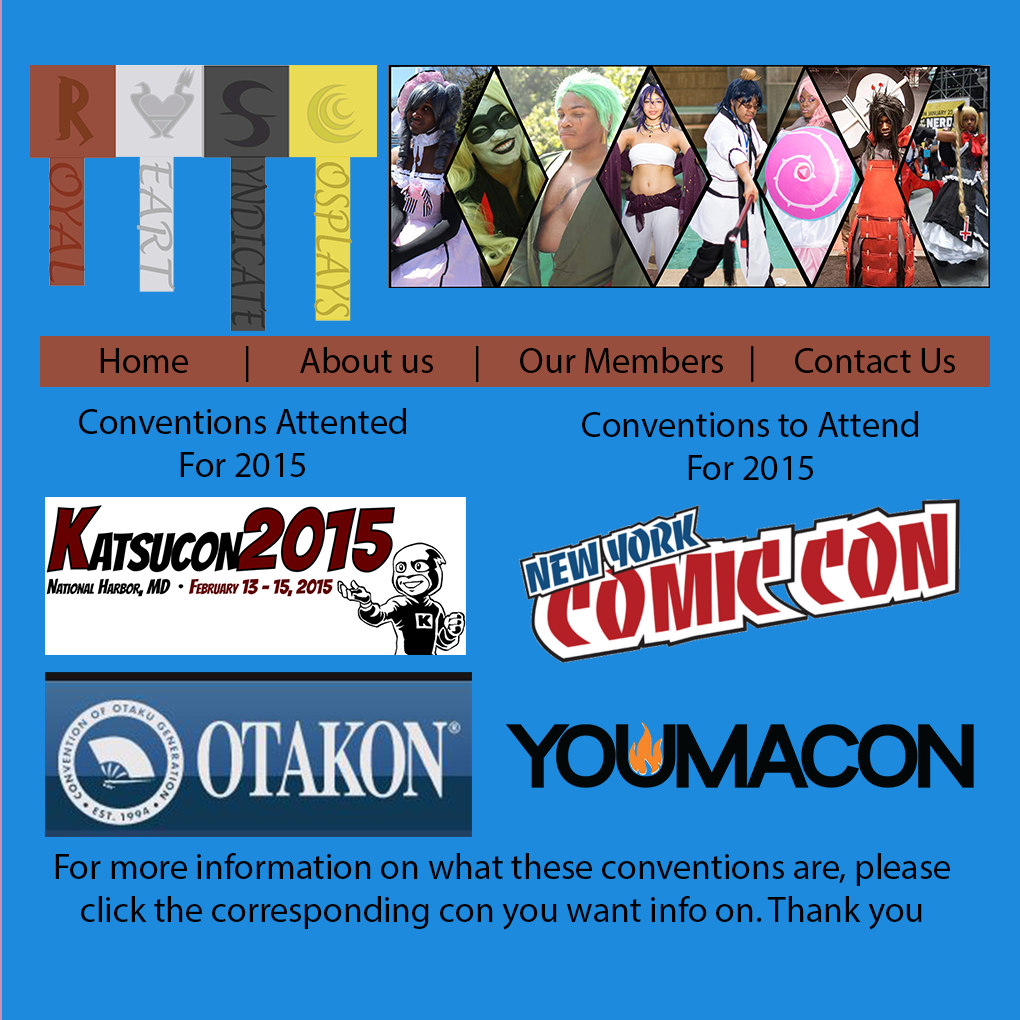 R S C
OYAL
EART
YNDICATE
OSPLAYS
NERD
Home | About us | Our Members | Contact Us
Conventions Attented
For 2015
Conventions to Attend
For 2015
KATSUCON 2015
NATIONAL HARBOR, MD • FEBRUARY 13 - 15, 2015
K
NEW YORK
COMIC CON
CONVENTION OF OTAKU GENERATION
• EST. 1994 •
OTAKON®
YOUMACON
For more information on what these conventions are, please
click the corresponding con you want info on. Thank you